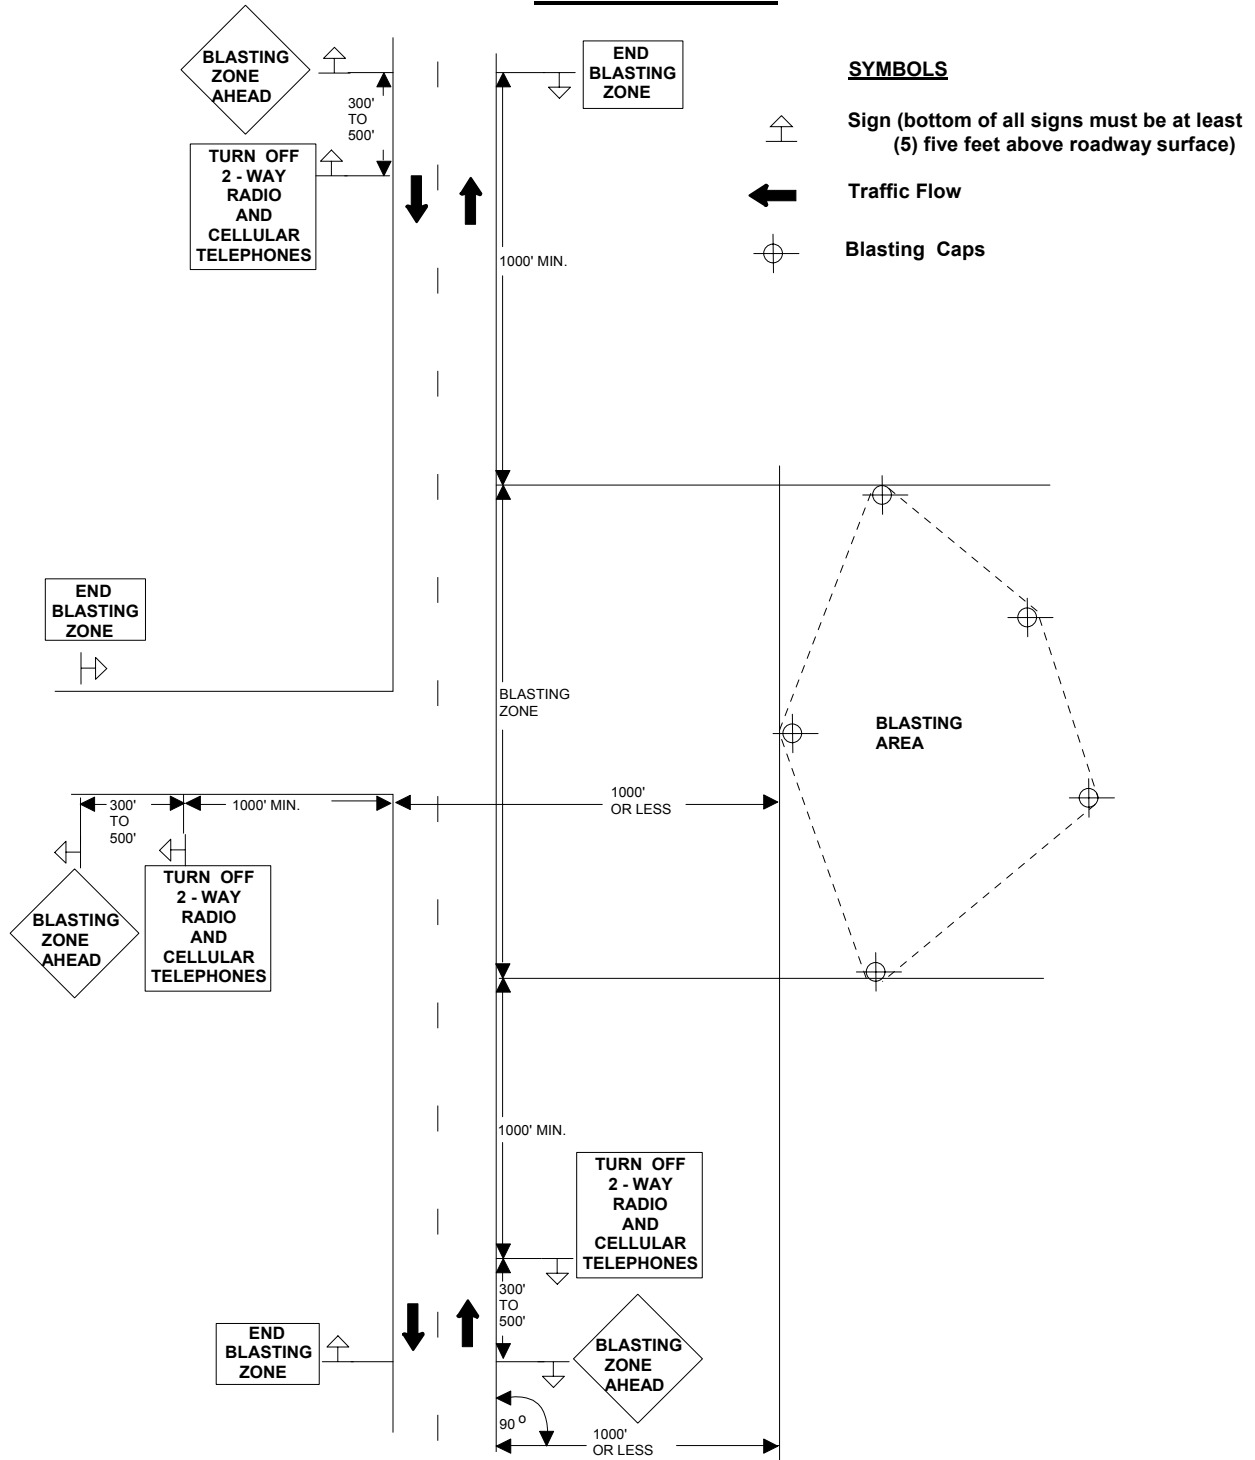 BLASTING
ZONE
AHEAD
300'
TO
500'
TURN OFF
2 - WAY
RADIO
AND
CELLULAR
TELEPHONES
END
BLASTING
ZONE
SYMBOLS
Sign (bottom of all signs must be at least
(5) five feet above roadway surface)
Traffic Flow
Blasting Caps
1000' MIN.
END
BLASTING
ZONE
BLASTING
ZONE
BLASTING
AREA
300'
TO
500'
1000' MIN.
1000'
OR LESS
BLASTING
ZONE
AHEAD
TURN OFF
2 - WAY
RADIO
AND
CELLULAR
TELEPHONES
1000' MIN.
TURN OFF
2 - WAY
RADIO
AND
CELLULAR
TELEPHONES
300'
TO
500'
END
BLASTING
ZONE
BLASTING
ZONE
AHEAD
90 o
1000'
OR LESS